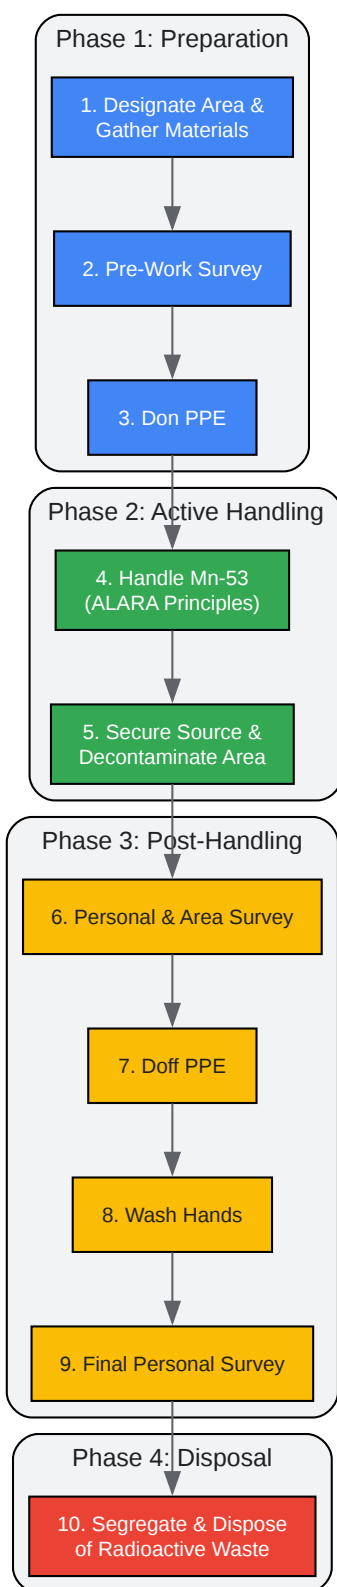 Phase 1: Preparation
1. Designate Area &
Gather Materials
2. Pre-Work Survey
3. Don PPE
Phase 2: Active Handling
4. Handle Mn-53
(ALARA Principles)
5. Secure Source &
Decontaminate Area
Phase 3: Post-Handling
6. Personal & Area Survey
7. Doff PPE
8. Wash Hands
9. Final Personal Survey
Phase 4: Disposal
10. Segregate & Dispose
of Radioactive Waste